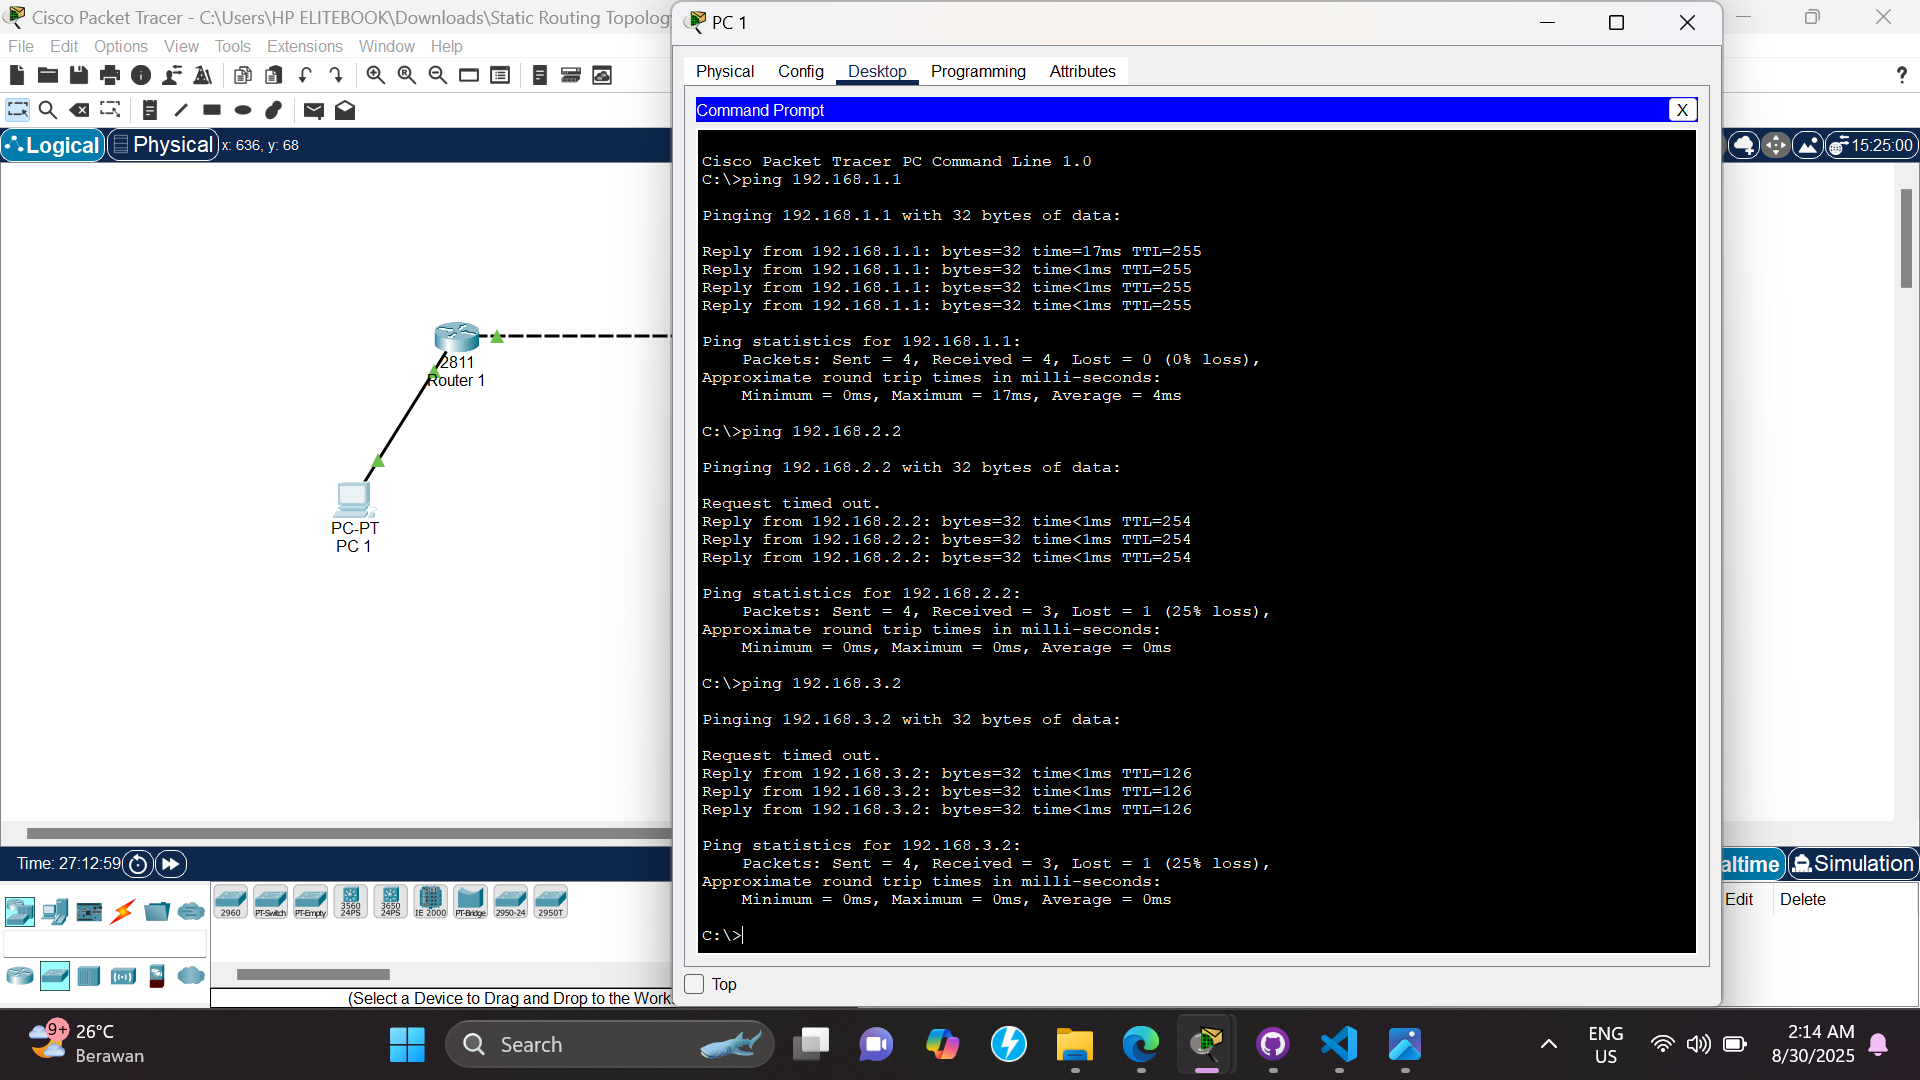 Cisco Packet Tracer - C:\Users\HP ELITEBOOK\Downloads\Static Routing Topolog
File Edit Options View Tools Extensions Window Help
?
Logical Physical x: 636, y: 68
15:25:00
2811
Router 1
PC-PT
PC 1
PC 1
Physical Config Desktop Programming Attributes
Command Prompt
X
Cisco Packet Tracer PC Command Line 1.0
C:\>ping 192.168.1.1
Pinging 192.168.1.1 with 32 bytes of data:
Reply from 192.168.1.1: bytes=32 time=17ms TTL=255
Reply from 192.168.1.1: bytes=32 time<1ms TTL=255
Reply from 192.168.1.1: bytes=32 time<1ms TTL=255
Reply from 192.168.1.1: bytes=32 time<1ms TTL=255
Ping statistics for 192.168.1.1:
Packets: Sent = 4, Received = 4, Lost = 0 (0% loss),
Approximate round trip times in milli-seconds:
Minimum = 0ms, Maximum = 17ms, Average = 4ms
C:\>ping 192.168.2.2
Pinging 192.168.2.2 with 32 bytes of data:
Request timed out.
Reply from 192.168.2.2: bytes=32 time<1ms TTL=254
Reply from 192.168.2.2: bytes=32 time<1ms TTL=254
Reply from 192.168.2.2: bytes=32 time<1ms TTL=254
Ping statistics for 192.168.2.2:
Packets: Sent = 4, Received = 3, Lost = 1 (25% loss),
Approximate round trip times in milli-seconds:
Minimum = 0ms, Maximum = 0ms, Average = 0ms
C:\>ping 192.168.3.2
Pinging 192.168.3.2 with 32 bytes of data:
Request timed out.
Reply from 192.168.3.2: bytes=32 time<1ms TTL=126
Reply from 192.168.3.2: bytes=32 time<1ms TTL=126
Reply from 192.168.3.2: bytes=32 time<1ms TTL=126
Ping statistics for 192.168.3.2:
Packets: Sent = 4, Received = 3, Lost = 1 (25% loss),
Approximate round trip times in milli-seconds:
Minimum = 0ms, Maximum = 0ms, Average = 0ms
C:\>
Top
Time: 27:12:59
altime Simulation
Edit Delete
2960 PT-Switch PT-Empty 3560 24PS 3650 24PS IE 2000 PT-Bridge 2950-24 2950T
(Select a Device to Drag and Drop to the Work
9+ 26°C
Berawan
Search
ENG
US
2:14 AM
8/30/2025